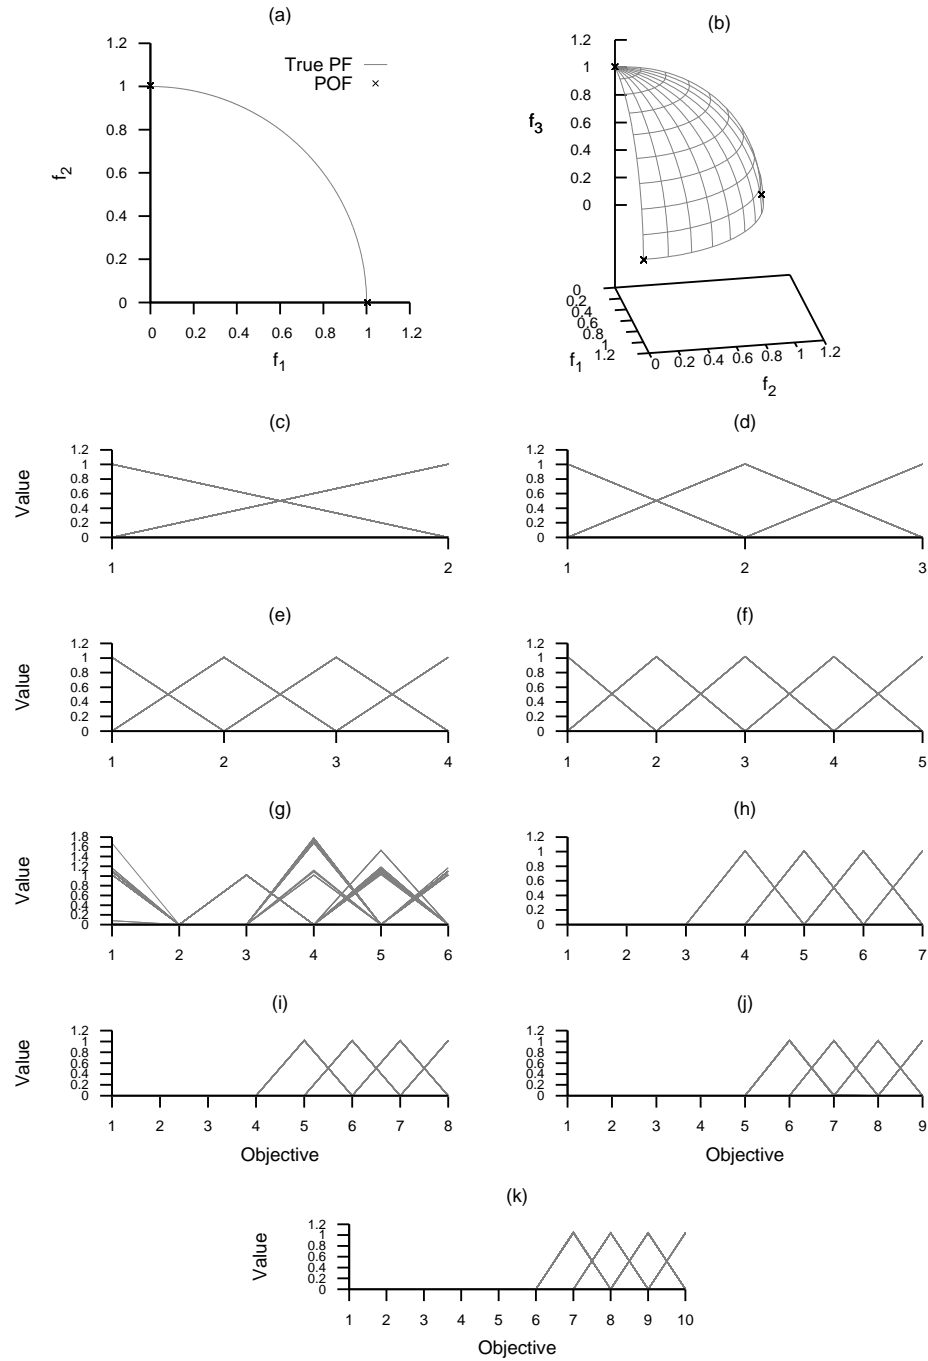 (a)
1.2
1
0.8
0.6
0.4
0.2
0
f2
True PF
POF
0 0.2 0.4 0.6 0.8 1 1.2
f1
(b)
1.2
1
0.8
0.6
0.4
0.2
0
f3
0
0.2
0.4
0.6
0.8
1
1.2
f1
0 0.2 0.4 0.6 0.8 1 1.2
f2
(c)
Value
1.2
1
0.8
0.6
0.4
0.2
0
1 2
(d)
1.2
1
0.8
0.6
0.4
0.2
0
1 2 3
(e)
Value
1.2
1
0.8
0.6
0.4
0.2
0
1 2 3 4
(f)
1.2
1
0.8
0.6
0.4
0.2
0
1 2 3 4 5
(g)
Value
1.8
1.6
1.4
1.2
1
0.8
0.6
0.4
0.2
0
1 2 3 4 5 6
(h)
1.2
1
0.8
0.6
0.4
0.2
0
1 2 3 4 5 6 7
(i)
Value
1.2
1
0.8
0.6
0.4
0.2
0
1 2 3 4 5 6 7 8
Objective
(j)
1.2
1
0.8
0.6
0.4
0.2
0
1 2 3 4 5 6 7 8 9
Objective
(k)
Value
1.2
1
0.8
0.6
0.4
0.2
0
1 2 3 4 5 6 7 8 9 10
Objective